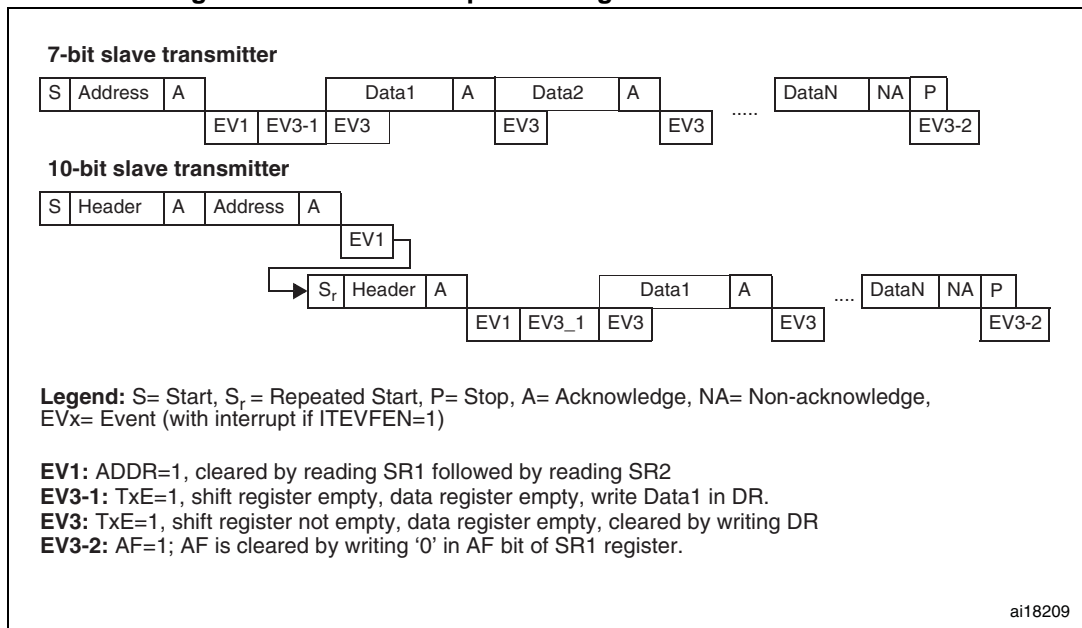 7-bit slave transmitter
S Address A Data1 A Data2 A ..... DataN NA P
EV1 EV3-1 EV3 EV3 EV3 EV3-2
10-bit slave transmitter
S Header A Address A
EV1
Sr Header A Data1 A .... DataN NA P
EV1 EV3_1 EV3 EV3 EV3-2
Legend: S= Start, Sr = Repeated Start, P= Stop, A= Acknowledge, NA= Non-acknowledge,
EVx= Event (with interrupt if ITEVFEN=1)
EV1: ADDR=1, cleared by reading SR1 followed by reading SR2
EV3-1: TxE=1, shift register empty, data register empty, write Data1 in DR.
EV3: TxE=1, shift register not empty, data register empty, cleared by writing DR
EV3-2: AF=1; AF is cleared by writing ‘0’ in AF bit of SR1 register.
ai18209